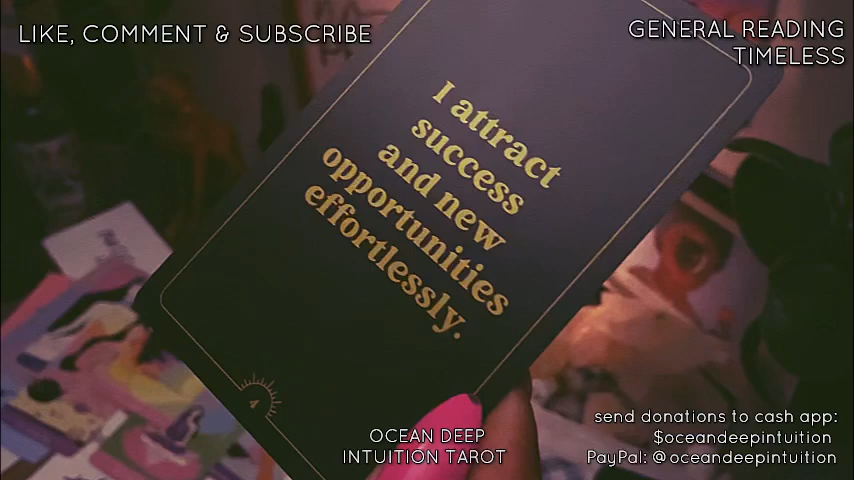 LIKE, COMMENT & SUBSCRIBE
GENERAL READING
TIMELESS
I attract
success
and new
opportunities
effortlessly.
4
OCEAN DEEP
INTUITION TAROT
send donations to cash app:
$oceandeepintuition
PayPal: @oceandeepintuition